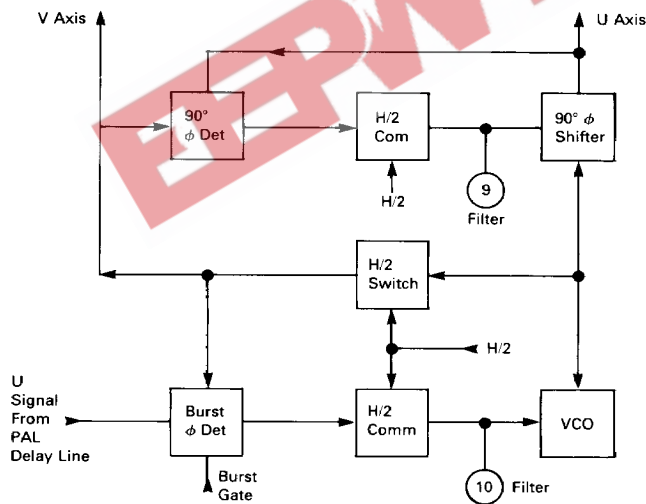 V Axis
U Axis
90°
ϕ Det
H/2
Com
90° ϕ
Shifter
H/2
9
Filter
H/2
Switch
H/2
U
Signal
From
PAL
Delay Line
Burst
ϕ Det
H/2
Comm
VCO
Burst
Gate
10
Filter